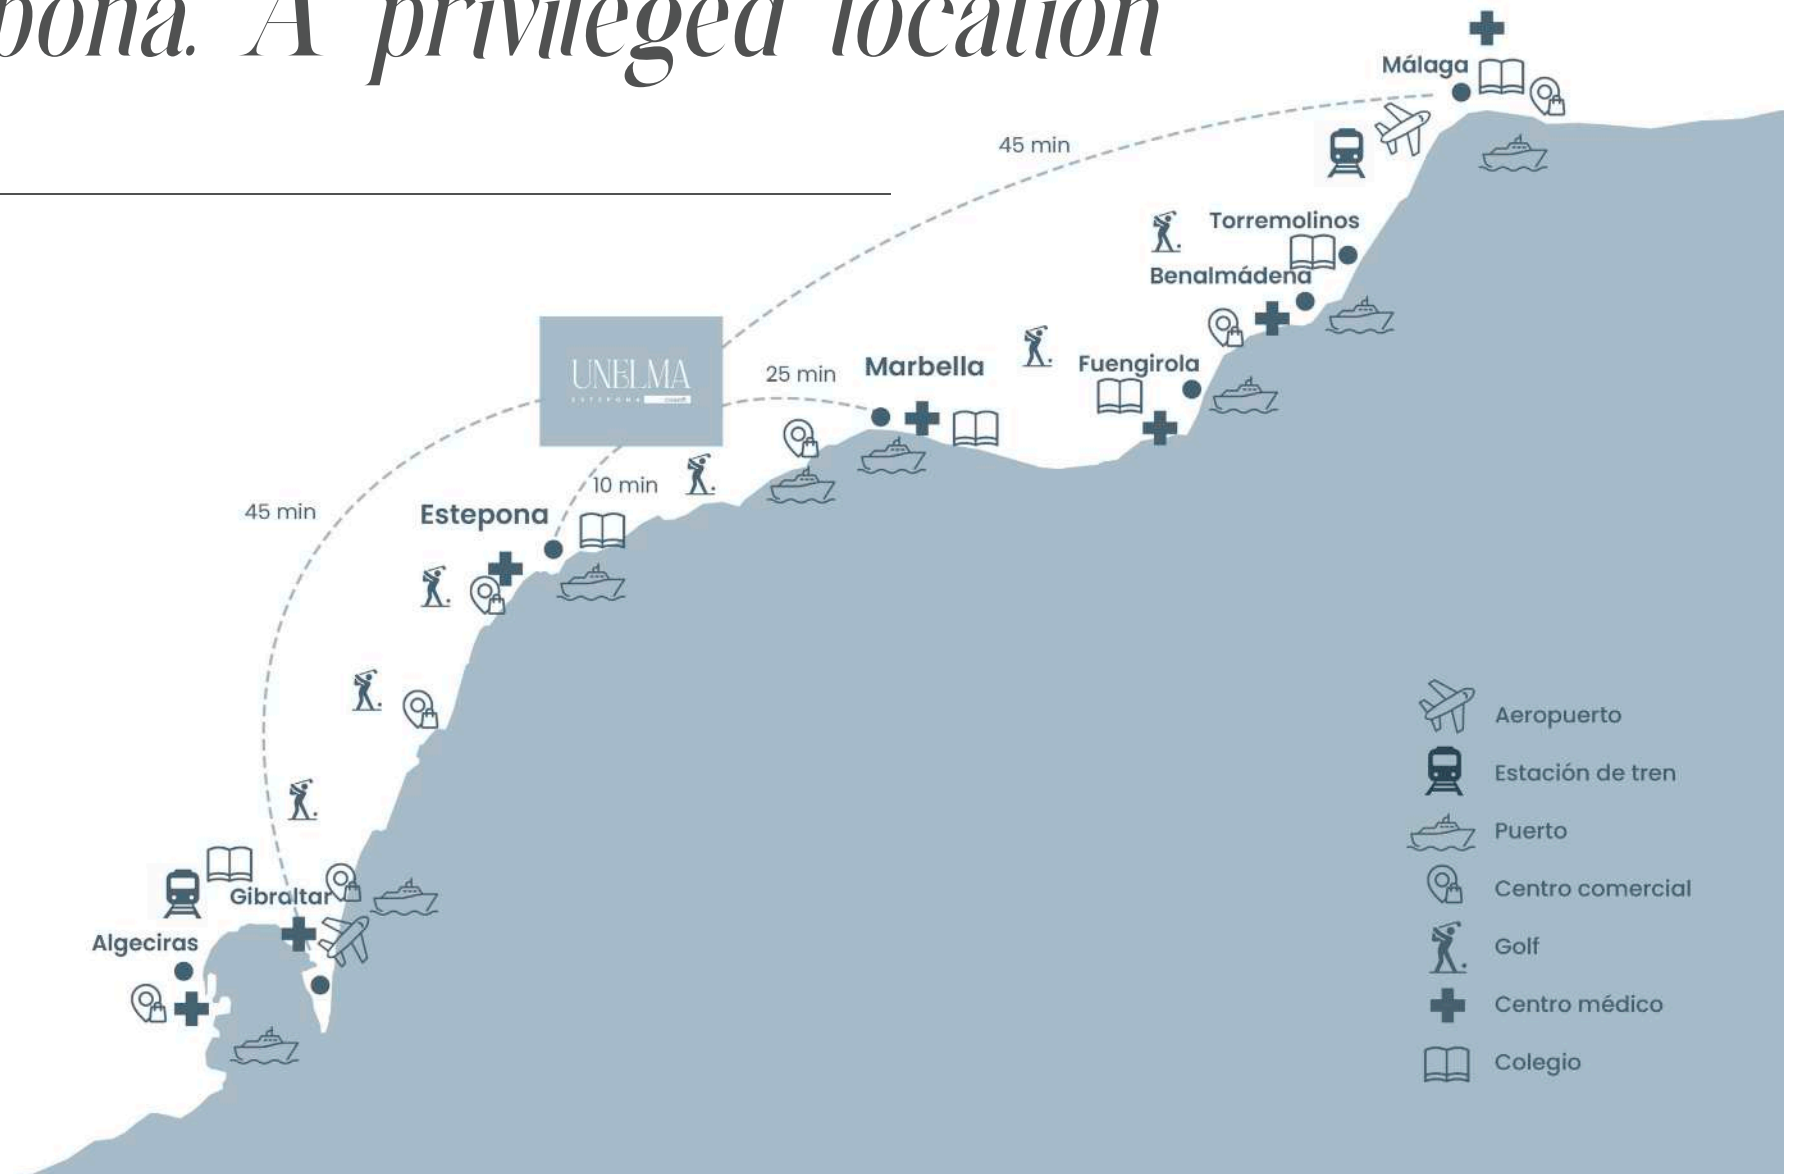 pona. A privileged location
Málaga
45 min
Torremolinos
Benalmádena
UNELMA
ESTEPONA
25 min
Marbella
Fuengirola
10 min
45 min
Estepona
Aeropuerto
Estación de tren
Puerto
Gibraltar
Centro comercial
Algeciras
Golf
Centro médico
Colegio